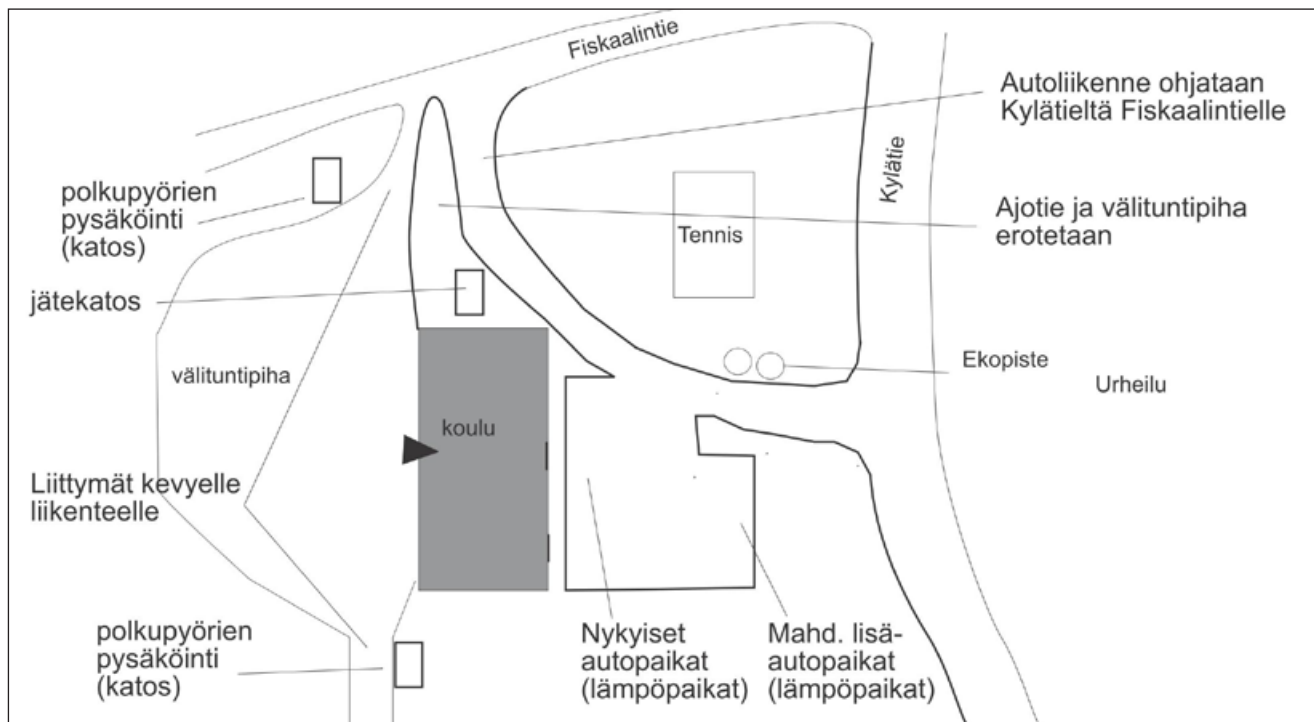 Fiskaalintie
Autoliikenne ohjataan
Kylätieltä Fiskaalintielle
Kylätie
polkupyörien
pysäköinti
(katos)
Ajotie ja välituntipiha
erotetaan
Tennis
jätekatos
Ekopiste
Urheilu
välituntipiha
koulu
Liittymät kevyelle
liikenteelle
polkupyörien
pysäköinti
(katos)
Nykyiset
autopaikat
(lämpöpaikat)
Mahd. lisä-
autopaikat
(lämpöpaikat)